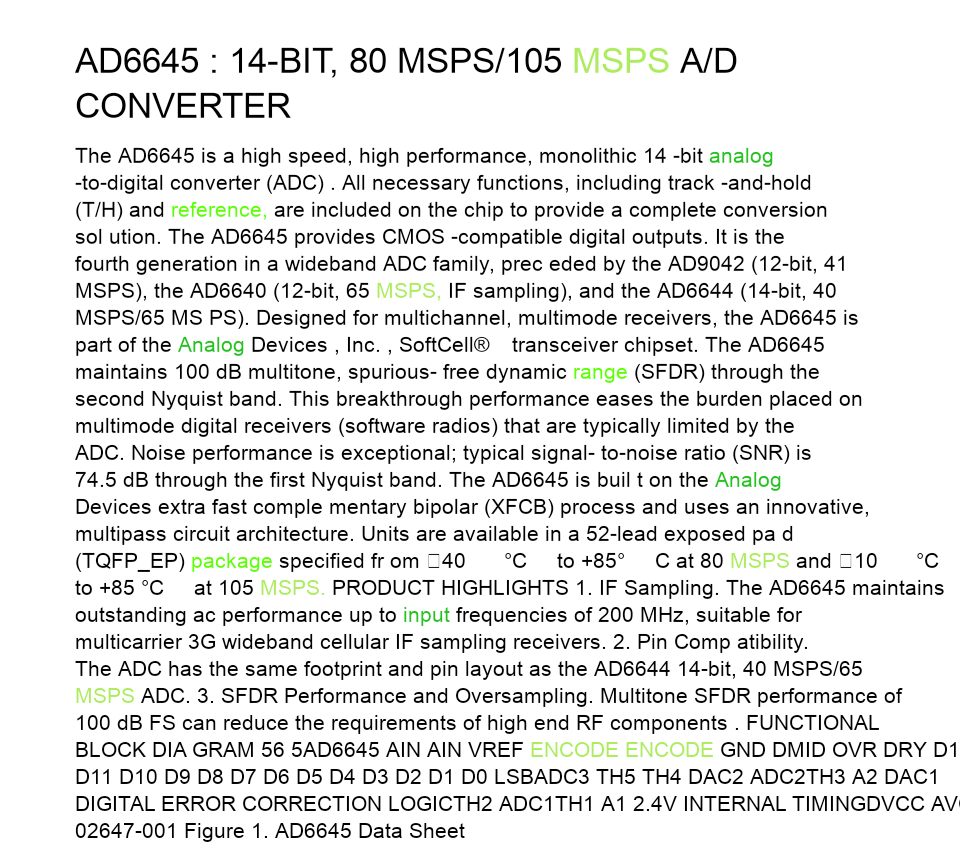 AD6645 : 14-BIT, 80 MSPS/105 MSPS A/D
CONVERTER
The AD6645 is a high speed, high performance, monolithic 14 -bit analog
-to-digital converter (ADC) . All necessary functions, including track -and-hold
(T/H) and reference, are included on the chip to provide a complete conversion
sol ution. The AD6645 provides CMOS -compatible digital outputs. It is the
fourth generation in a wideband ADC family, prec eded by the AD9042 (12-bit, 41
MSPS), the AD6640 (12-bit, 65 MSPS, IF sampling), and the AD6644 (14-bit, 40
MSPS/65 MS PS). Designed for multichannel, multimode receivers, the AD6645 is
part of the Analog Devices , Inc. , SoftCell® transceiver chipset. The AD6645
maintains 100 dB multitone, spurious- free dynamic range (SFDR) through the
second Nyquist band. This breakthrough performance eases the burden placed on
multimode digital receivers (software radios) that are typically limited by the
ADC. Noise performance is exceptional; typical signal- to-noise ratio (SNR) is
74.5 dB through the first Nyquist band. The AD6645 is buil t on the Analog
Devices extra fast comple mentary bipolar (XFCB) process and uses an innovative,
multipass circuit architecture. Units are available in a 52-lead exposed pa d
(TQFP_EP) package specified fr om □40 °C to +85° C at 80 MSPS and □10 °C
to +85 °C at 105 MSPS. PRODUCT HIGHLIGHTS 1. IF Sampling. The AD6645 maintains
outstanding ac performance up to input frequencies of 200 MHz, suitable for
multicarrier 3G wideband cellular IF sampling receivers. 2. Pin Comp atibility.
The ADC has the same footprint and pin layout as the AD6644 14-bit, 40 MSPS/65
MSPS ADC. 3. SFDR Performance and Oversampling. Multitone SFDR performance of
100 dB FS can reduce the requirements of high end RF components . FUNCTIONAL
BLOCK DIA GRAM 56 5AD6645 AIN AIN VREF ENCODE ENCODE GND DMID OVR DRY D1
D11 D10 D9 D8 D7 D6 D5 D4 D3 D2 D1 D0 LSBADC3 TH5 TH4 DAC2 ADC2TH3 A2 DAC1
DIGITAL ERROR CORRECTION LOGICTH2 ADC1TH1 A1 2.4V INTERNAL TIMINGDVCC
02647-001 Figure 1. AD6645 Data Sheet